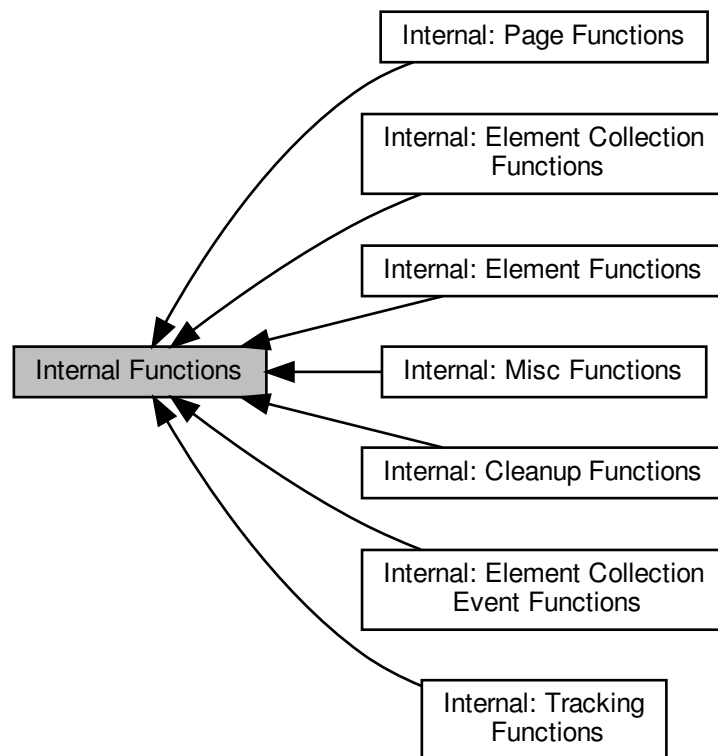 Internal: Page Functions
Internal: Element Collection
Functions
Internal: Element Functions
Internal Functions
Internal: Misc Functions
Internal: Cleanup Functions
Internal: Element Collection
Event Functions
Internal: Tracking
Functions